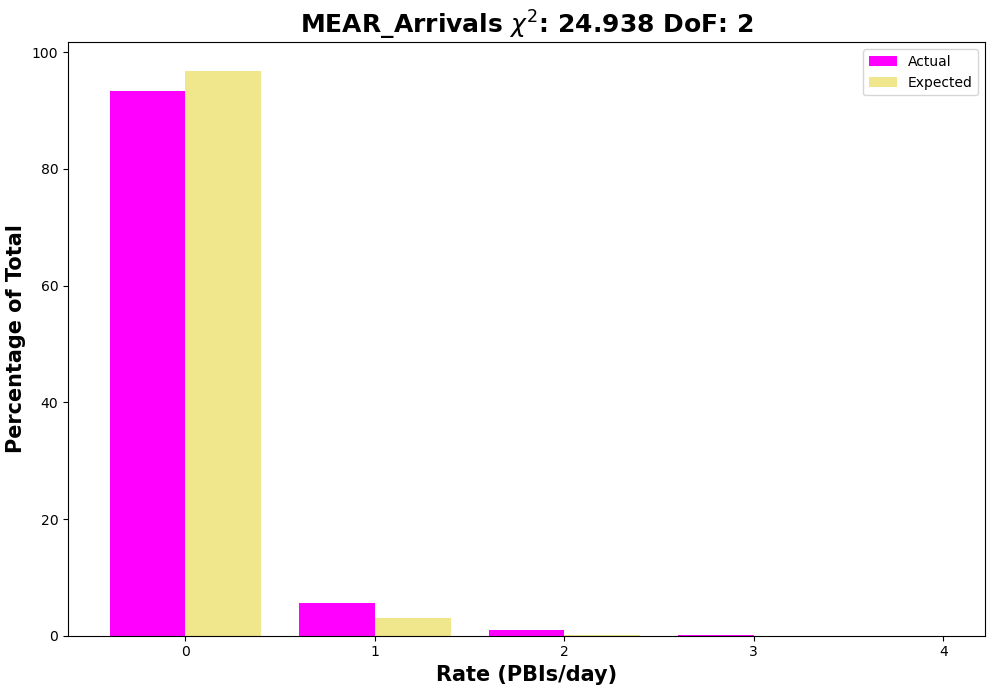 MEAR_Arrivals χ²: 24.938 DoF: 2
Actual
Expected
Percentage of Total
100
80
60
40
20
0
0 1 2 3 4
Rate (PBIs/day)